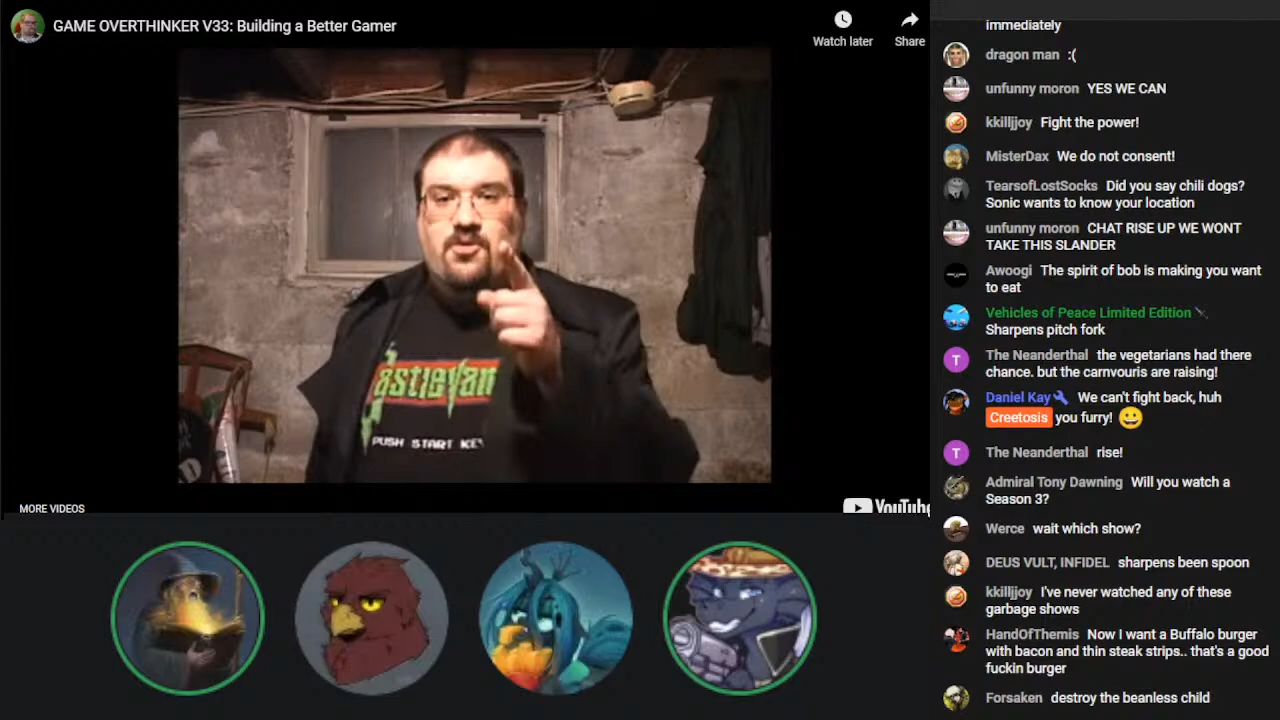 GAME OVERTHINKER V33: Building a Better Gamer
Watch later
Share
astlevan
PUSH START KEY
D
MORE VIDEOS
YouTube
immediately
dragon man :(
unfunny moron YES WE CAN
kkilljjoy Fight the power!
MisterDax We do not consent!
TearsofLostSocks Did you say chili dogs?
Sonic wants to know your location
unfunny moron CHAT RISE UP WE WONT
TAKE THIS SLANDER
Awoogi The spirit of bob is making you want
to eat
Vehicles of Peace Limited Edition
Sharpens pitch fork
T
The Neanderthal the vegetarians had there
chance. but the carnvouris are raising!
Daniel Kay We can't fight back, huh
Creetosis you furry! 😀
T
The Neanderthal rise!
Admiral Tony Dawning Will you watch a
Season 3?
Werce wait which show?
DEUS VULT, INFIDEL sharpens been spoon
kkilljjoy I've never watched any of these
garbage shows
HandOfThemis Now I want a Buffalo burger
with bacon and thin steak strips.. that's a good
fuckin burger
Forsaken destroy the beanless child